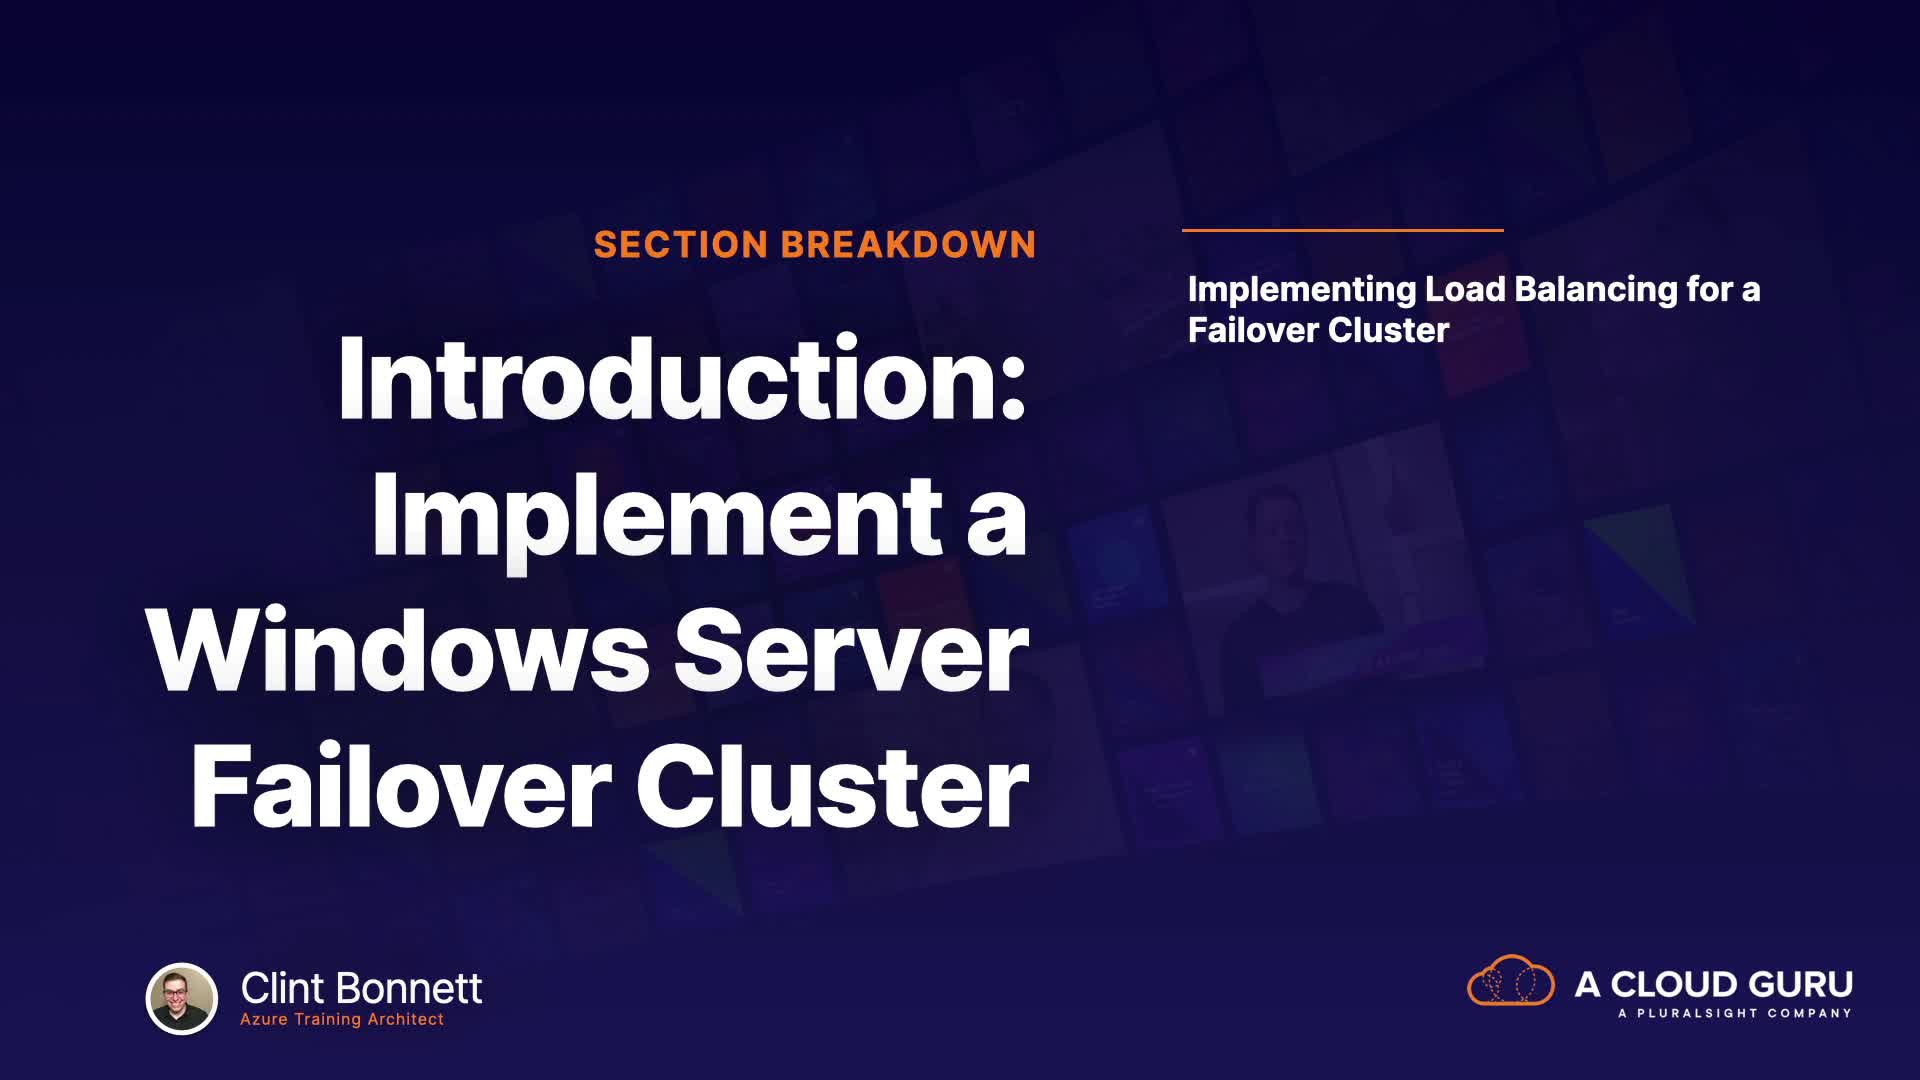 SECTION BREAKDOWN
Introduction:
Implement a
Windows Server
Failover Cluster
Implementing Load Balancing for a
Failover Cluster
Clint Bonnett
Azure Training Architect
A CLOUD GURU
A PLURALSIGHT COMPANY